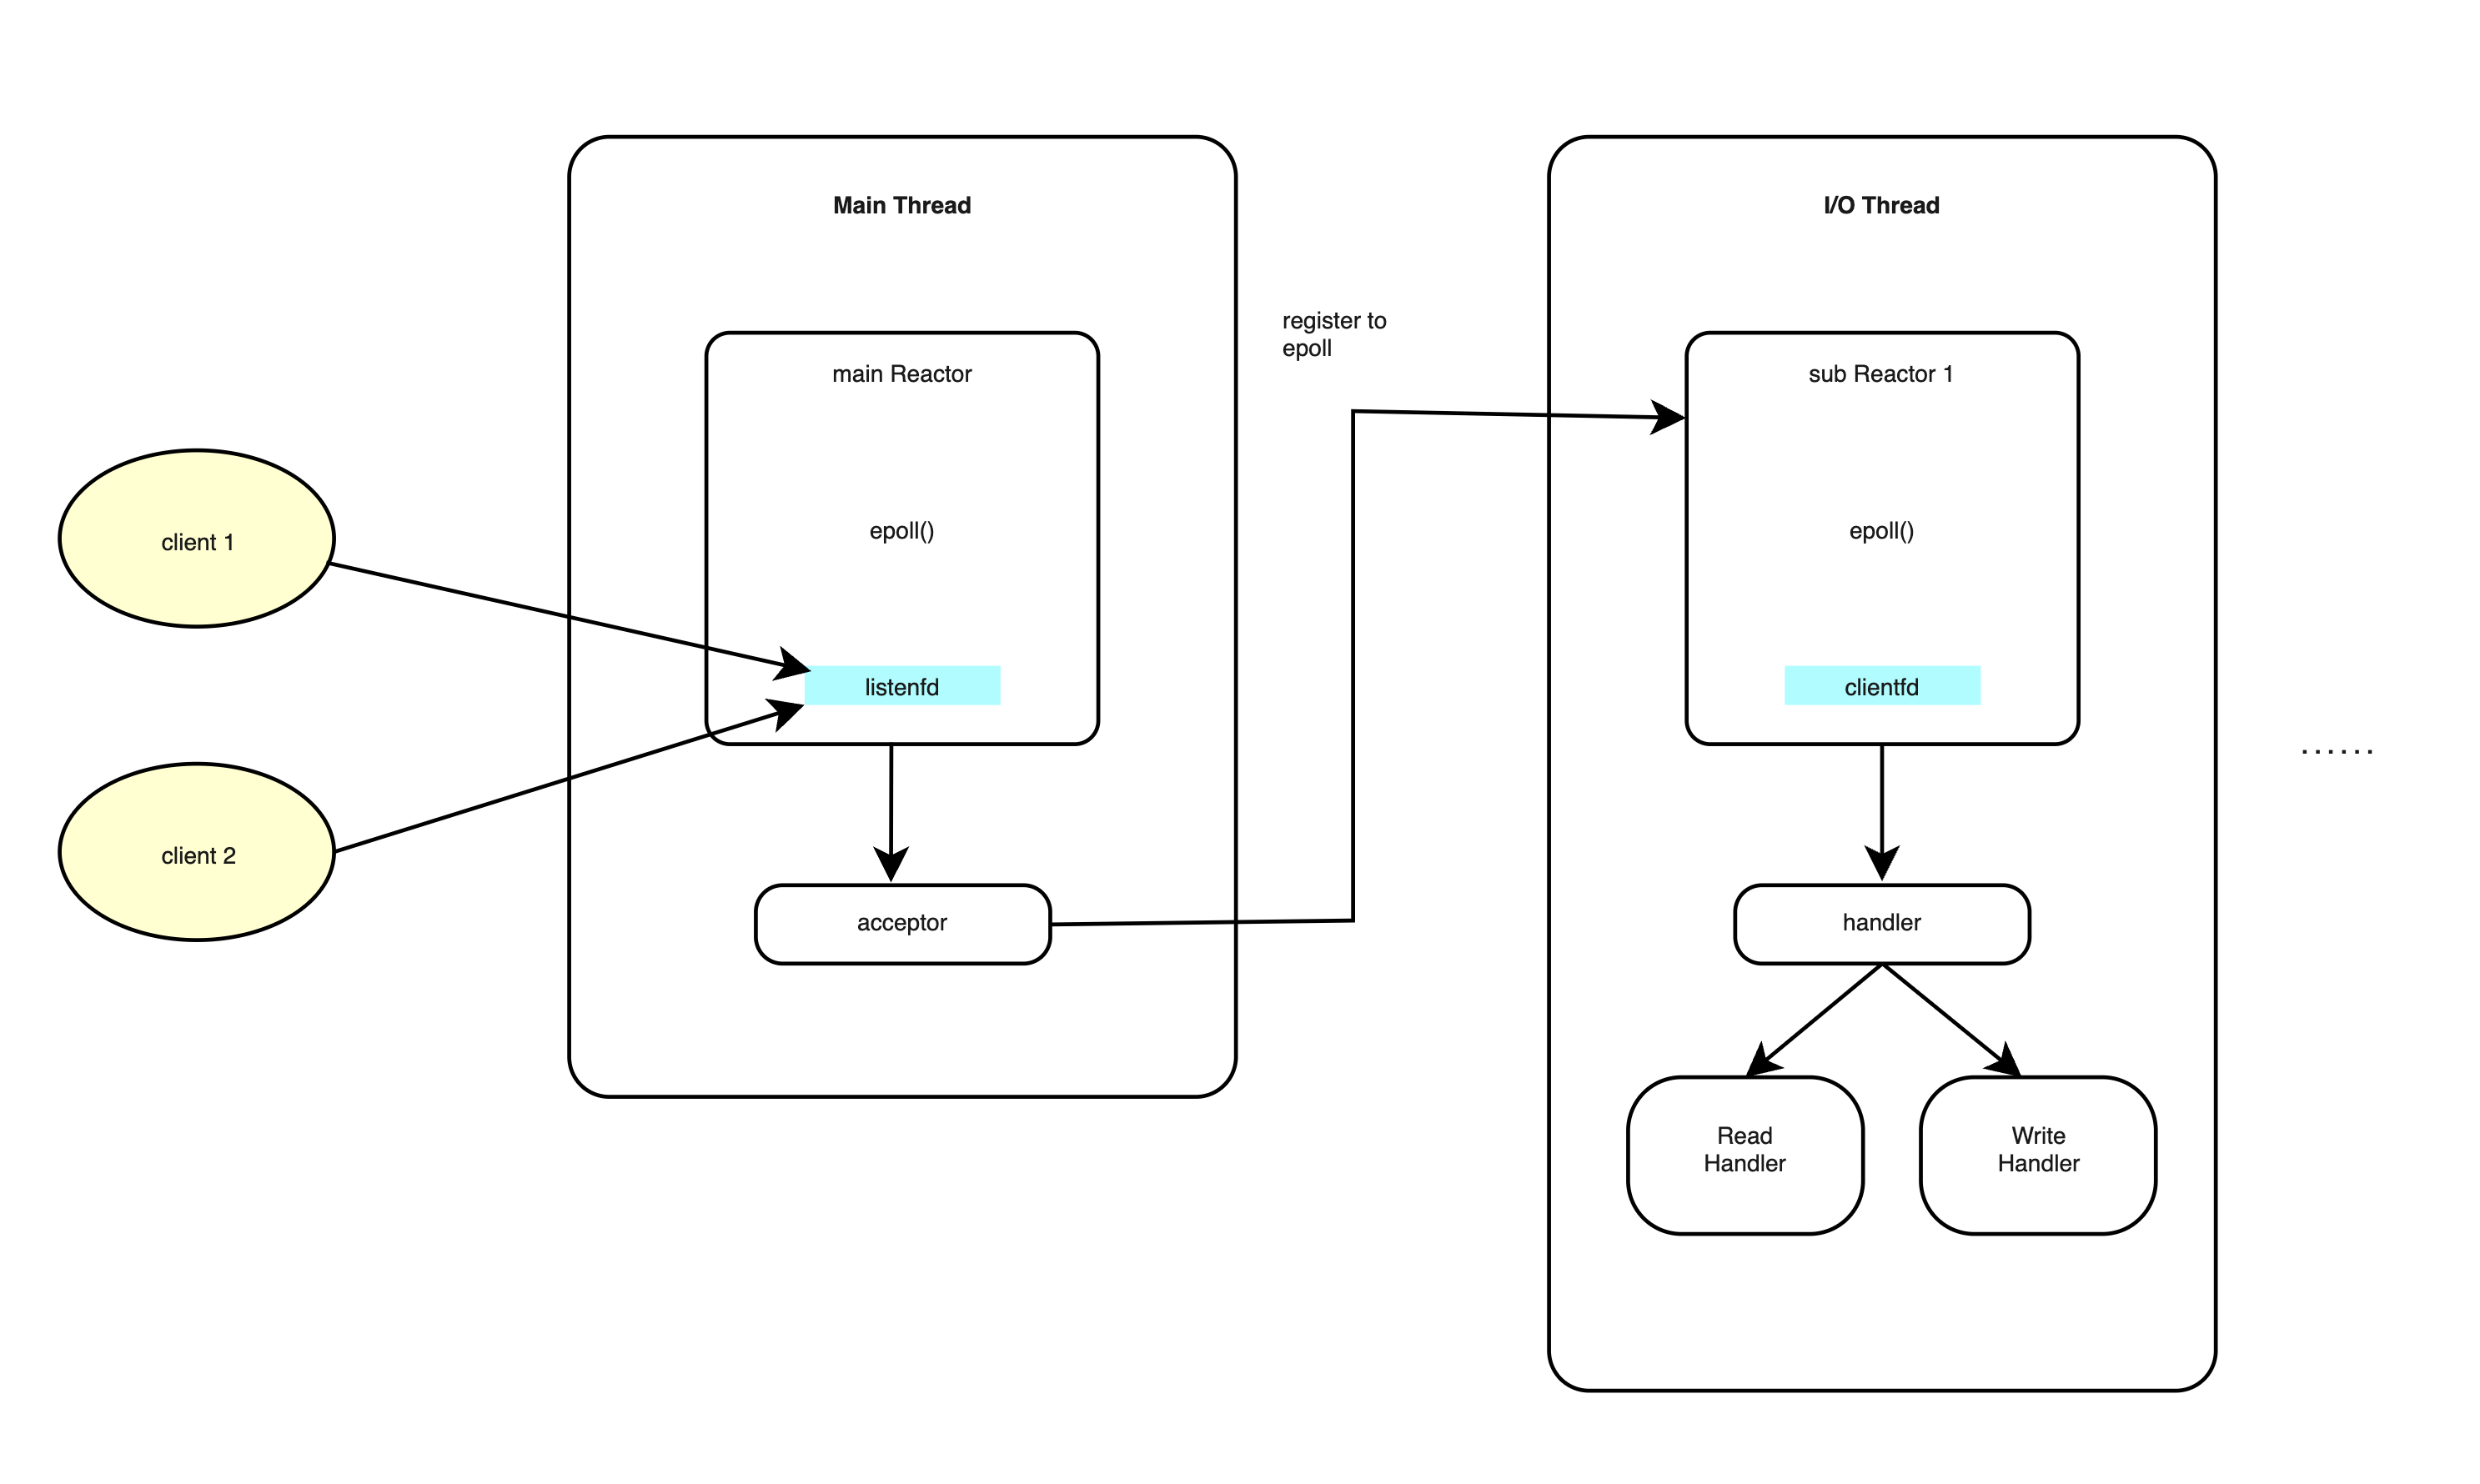 Main Thread
I/O Thread
register to
epoll
main Reactor
sub Reactor 1
epoll()
epoll()
client 1
listenfd
clientfd
......
client 2
acceptor
handler
Read
Handler
Write
Handler